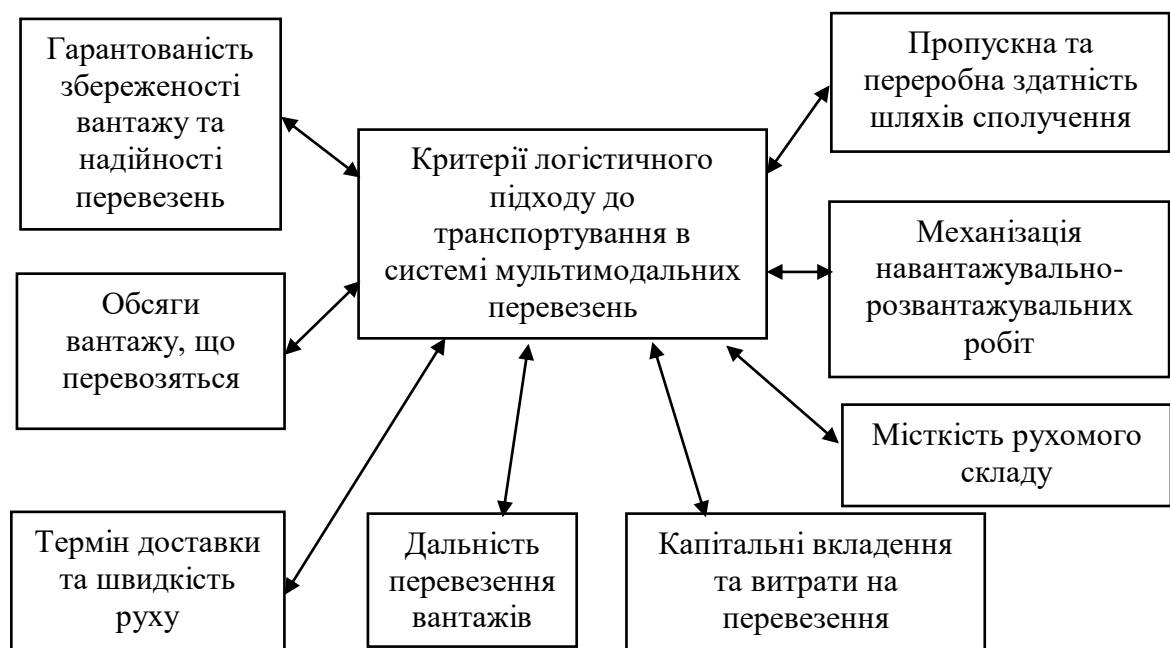 Гарантованість
збереженості
вантажу та
надійності
перевезень
Пропускна та
переробна здатність
шляхів сполучення
Критерії логістичного
підходу до
транспортування в
системі мультимодальних
перевезень
Механізація
навантажувально-
розвантажувальних
робіт
Обсяги
вантажу, що
перевозяться
Місткість рухомого
складу
Термін доставки
та швидкість
руху
Дальність
перевезення
вантажів
Капітальні вкладення
та витрати на
перевезення